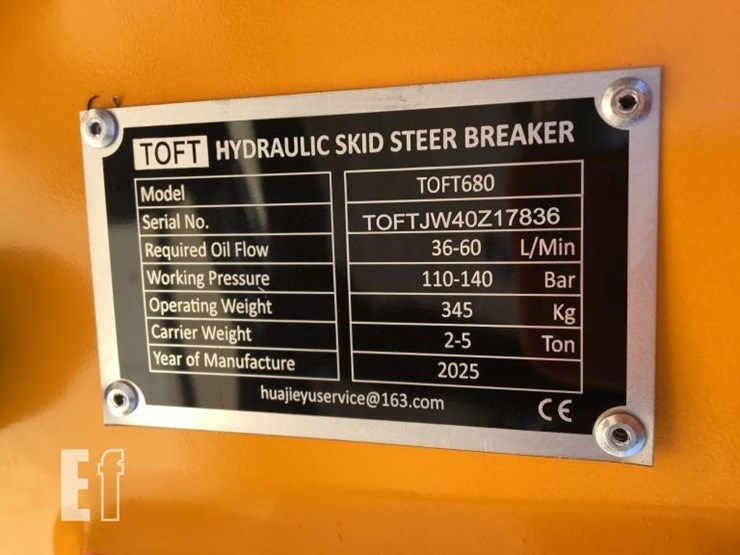 TOFT HYDRAULIC SKID STEER BREAKER
Model TOFT680
Serial No. TOFTJW40Z17836
Required Oil Flow 36-60 L/Min
Working Pressure 110-140 Bar
Operating Weight 345 Kg
Carrier Weight 2-5 Ton
Year of Manufacture 2025
huajieyuservice@163.com CE
Ef